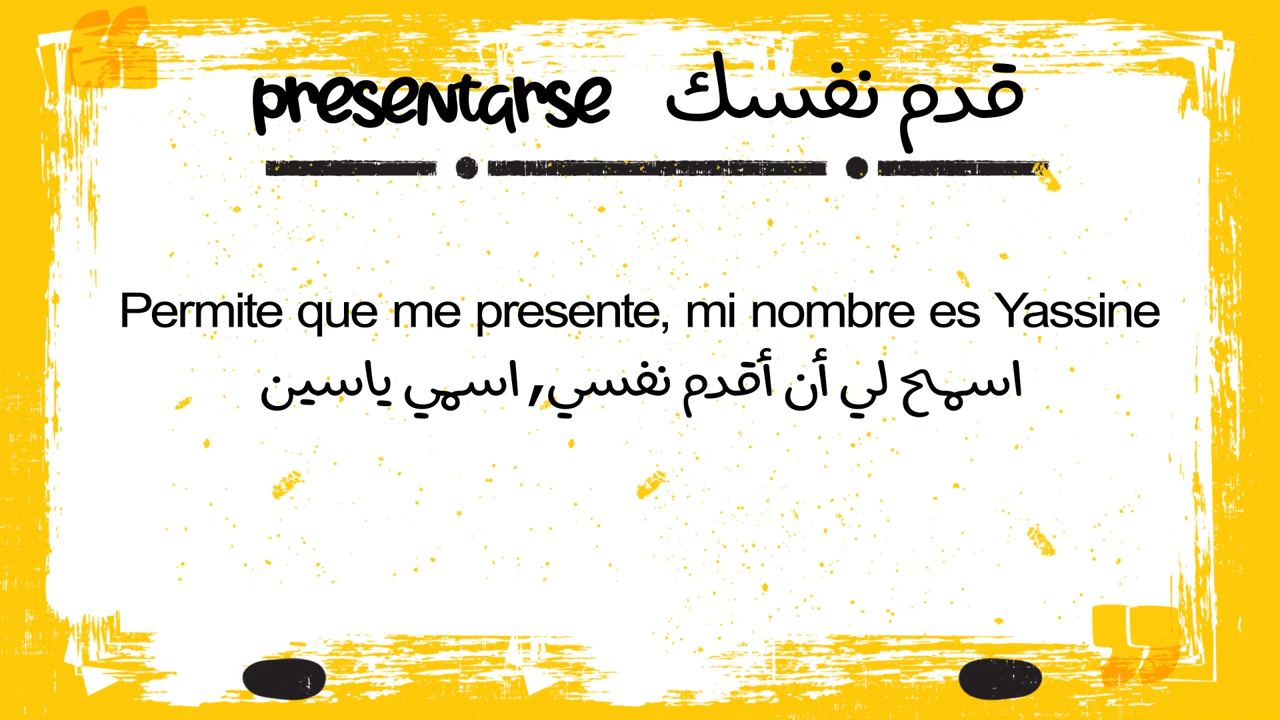 presentarse قدم نفسك
Permite que me presente, mi nombre es Yassine
اسمح لي أن أقدم نفسي, اسمي ياسين